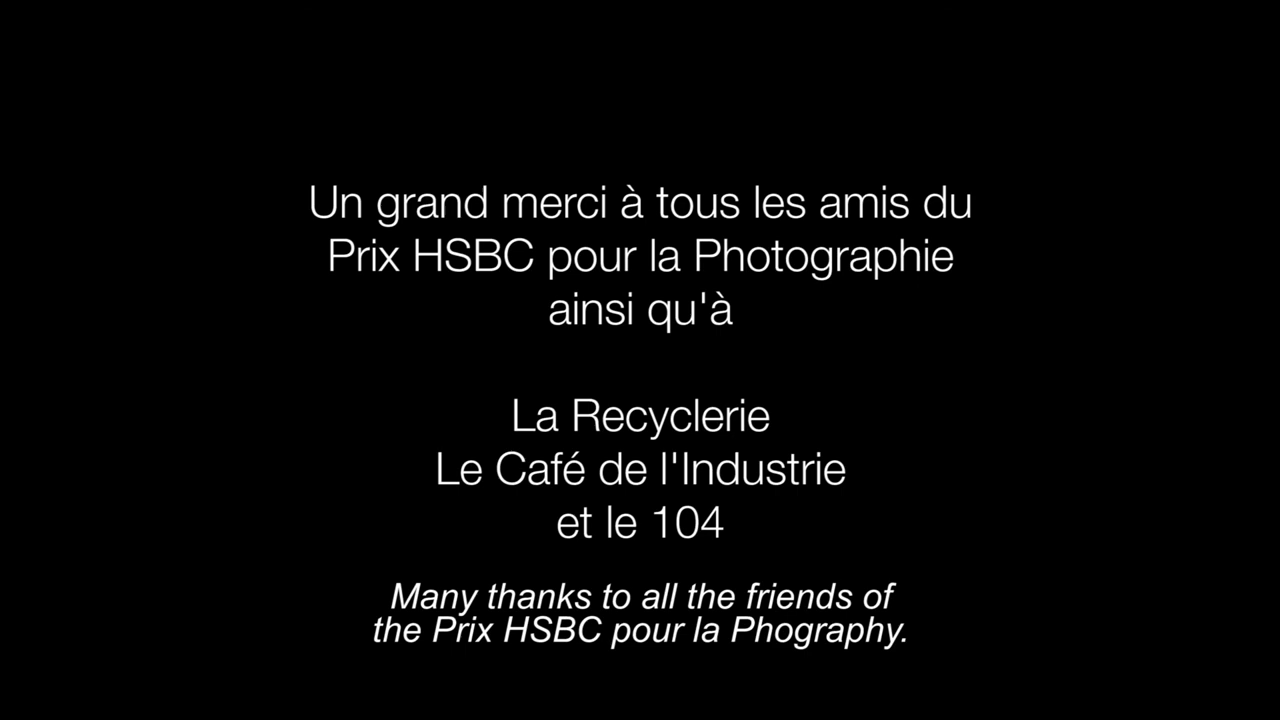 Un grand merci à tous les amis du
Prix HSBC pour la Photographie
ainsi qu'à
La Recyclerie
Le Café de l'Industrie
et le 104
Many thanks to all the friends of
the Prix HSBC pour la Phography.